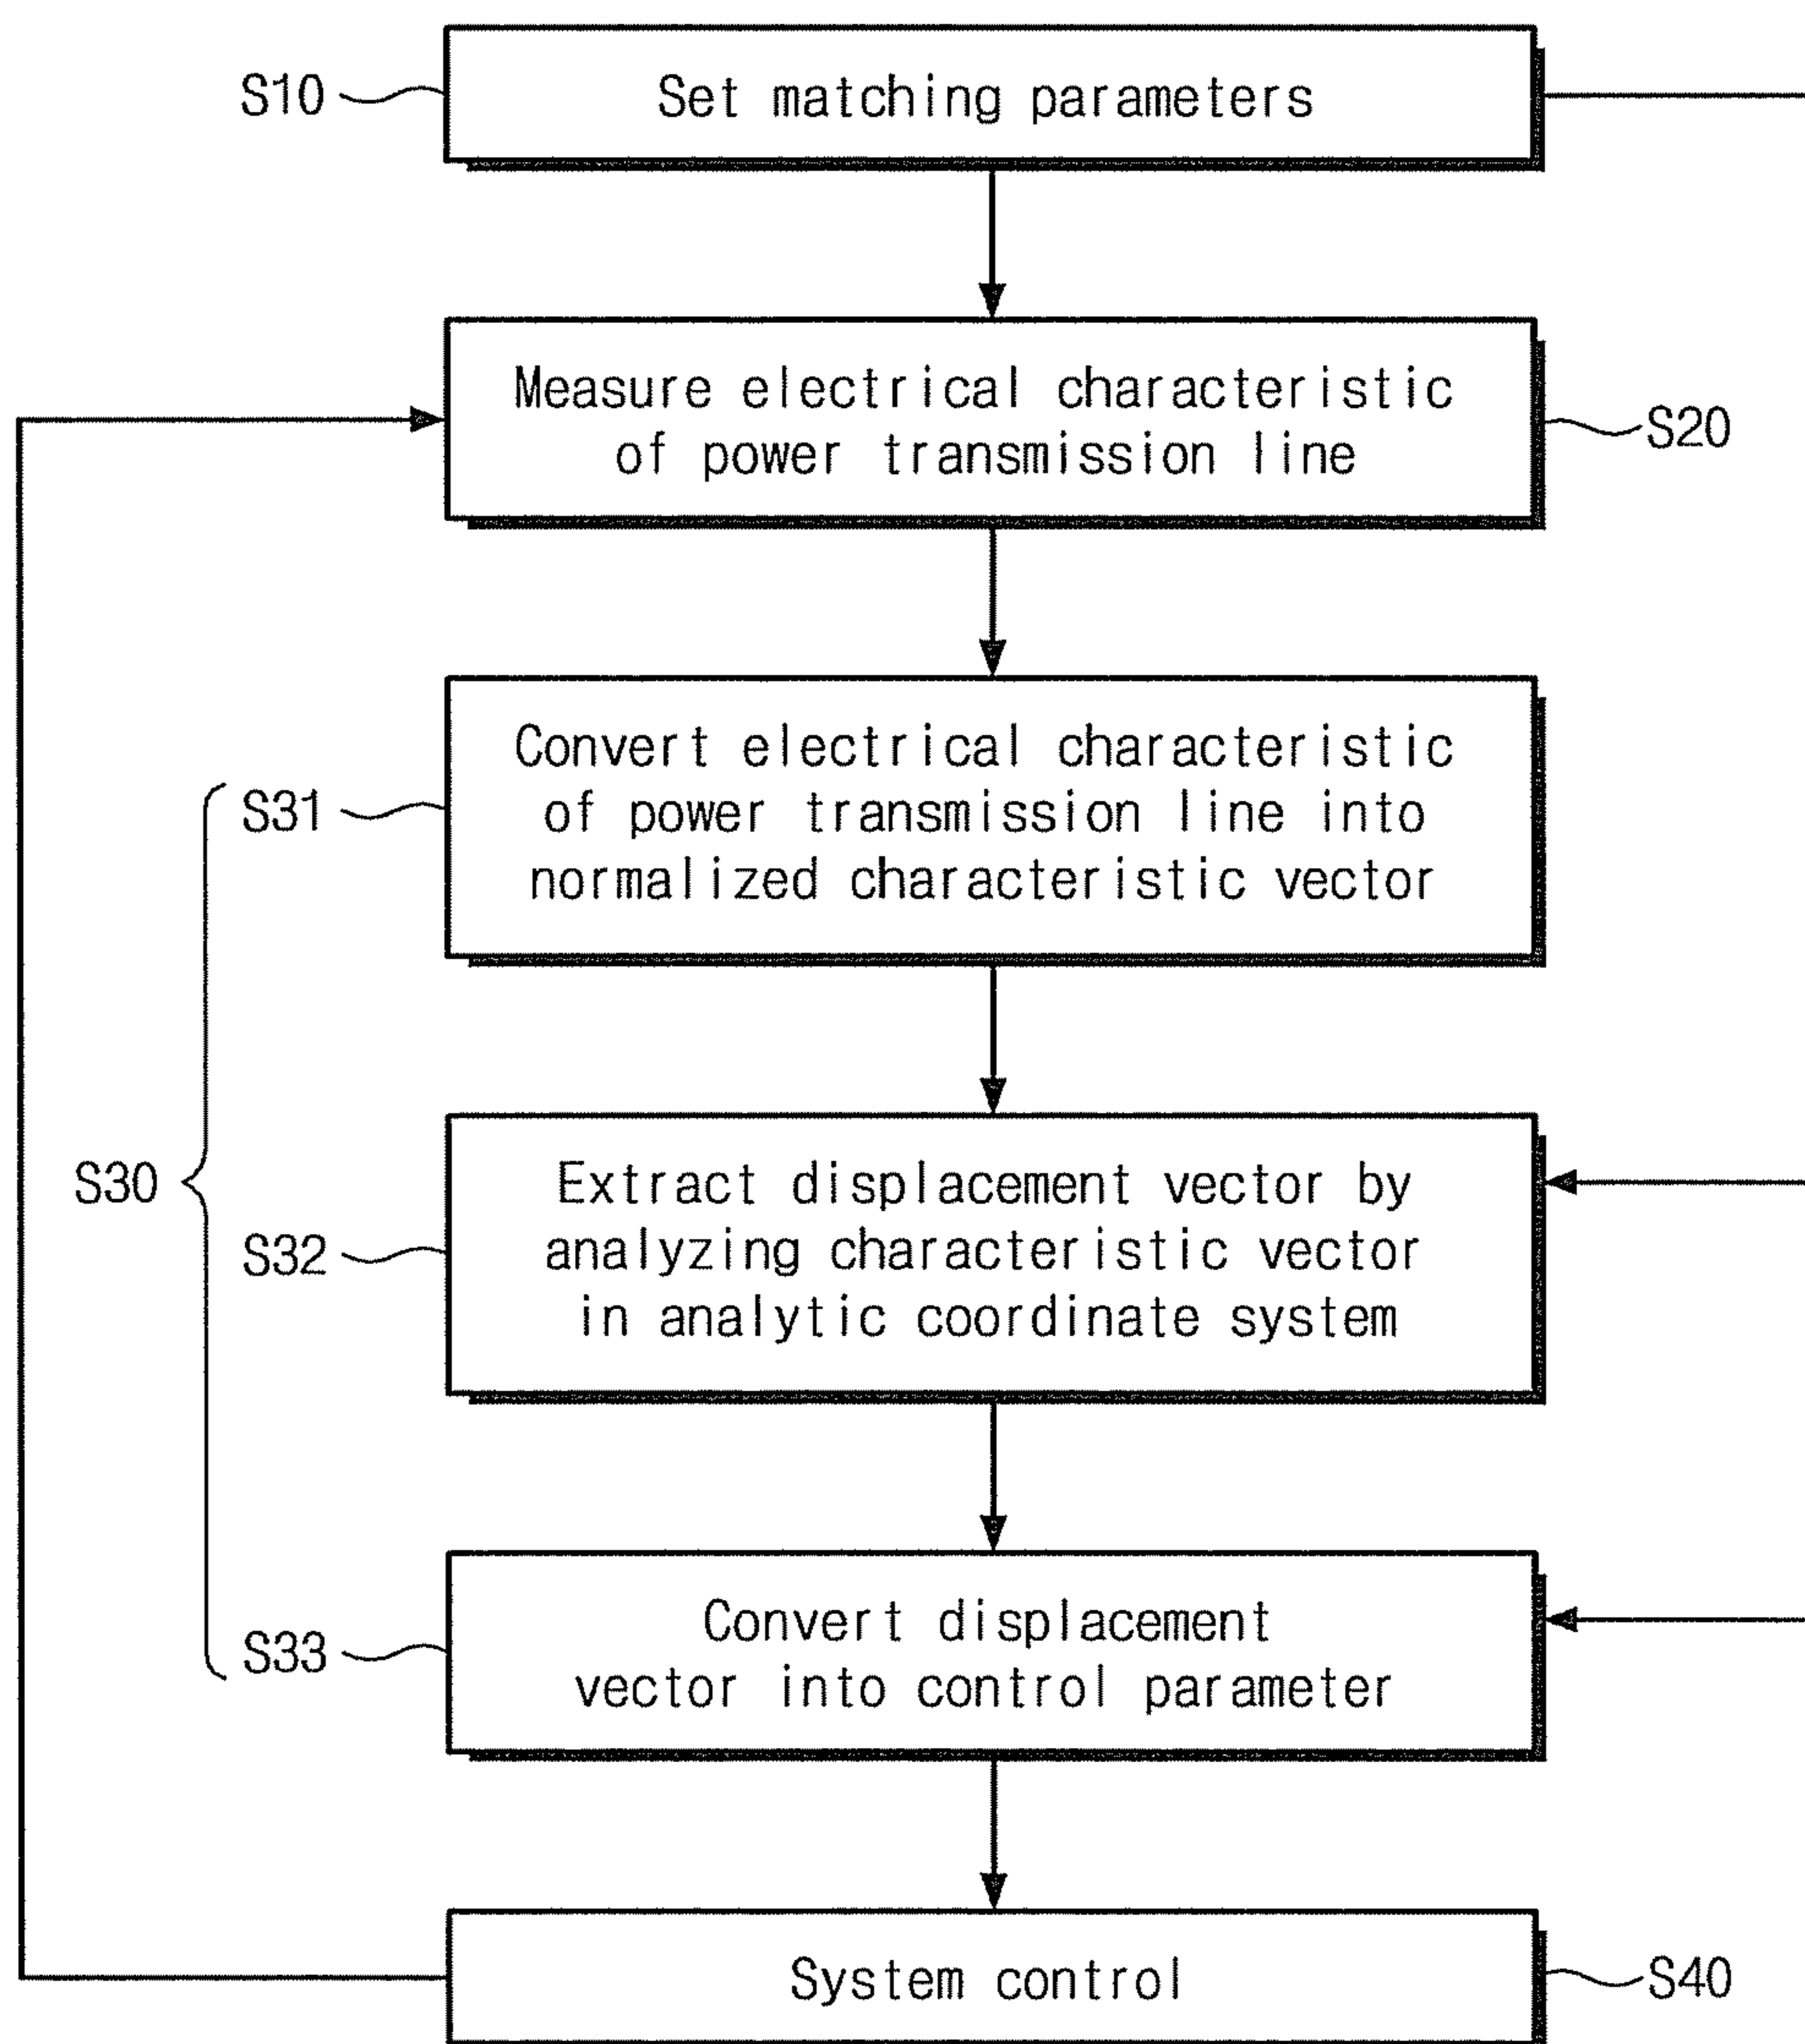 S10
Set matching parameters
Measure electrical characteristic
of power transmission line
S20
Convert electrical characteristic
of power transmission line into
normalized characteristic vector
S31
S30
Extract displacement vector by
analyzing characteristic vector
in analytic coordinate system
S32
Convert displacement
vector into control parameter
S33
System control
S40